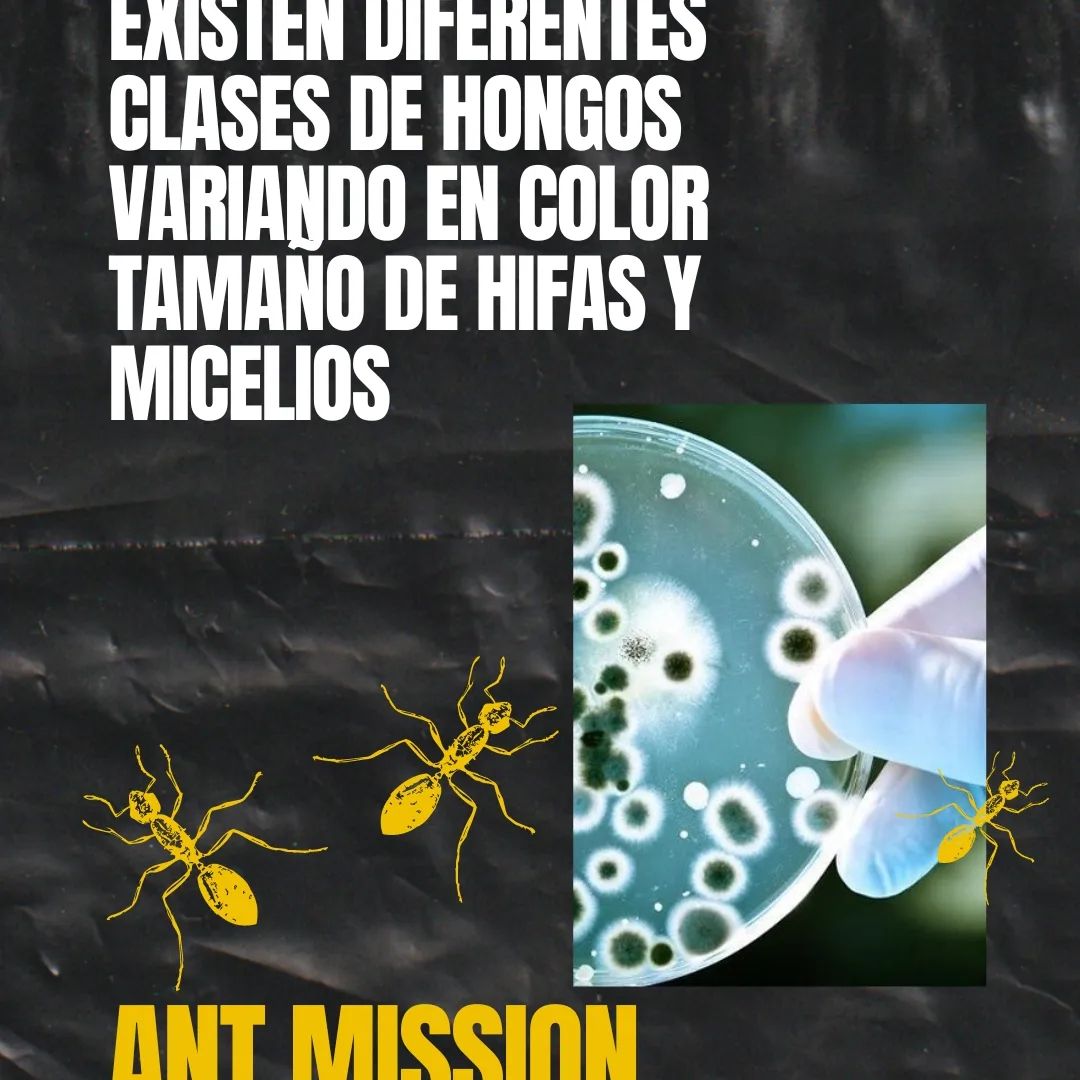 EXISTEN DIFERENTES
CLASES DE HONGOS
VARIANDO EN COLOR
TAMAÑO DE HIFAS Y
MICELIOS
ANT MISSION